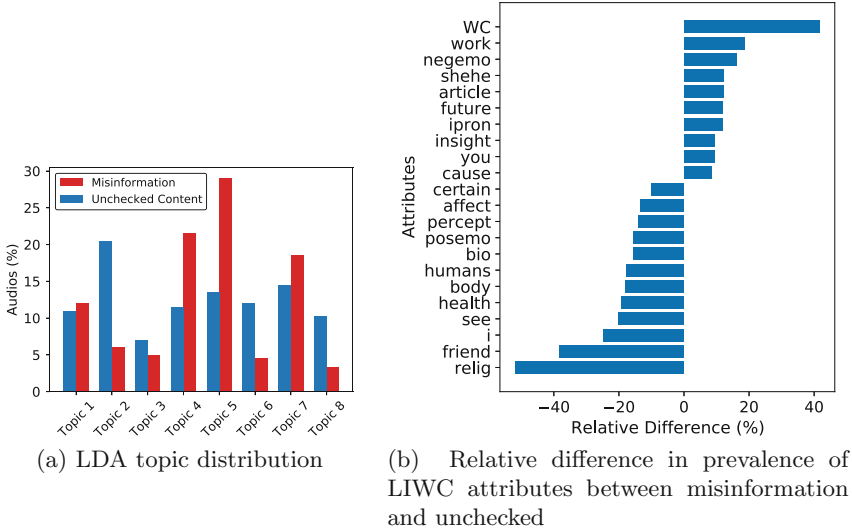 30
25
20
15
10
5
0
Audios (%)
Misinformation
Unchecked Content
Topic 1
Topic 2
Topic 3
Topic 4
Topic 5
Topic 6
Topic 7
Topic 8
(a) LDA topic distribution
Attributes
WC
work
negemo
shehe
article
future
ipron
insight
you
cause
certain
affect
percept
posemo
bio
humans
body
health
see
i
friend
relig
−40 −20 0 20 40
Relative Difference (%)
(b) Relative difference in prevalence of
LIWC attributes between misinformation
and unchecked